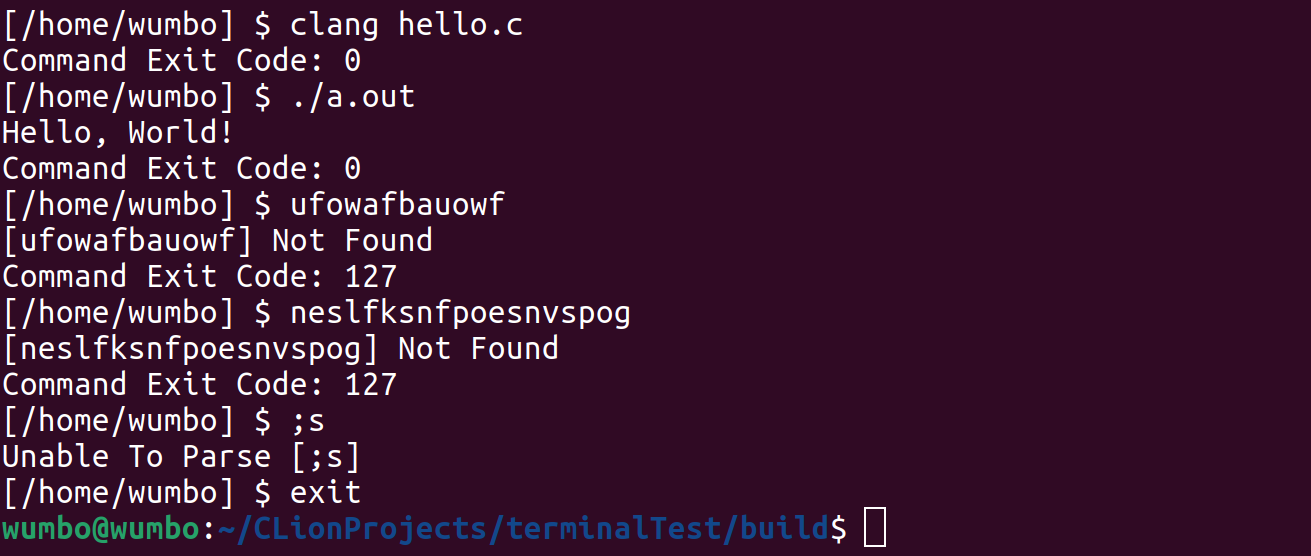 [/home/wumbo] $ clang hello.c
Command Exit Code: 0
[/home/wumbo] $ ./a.out
Hello, World!
Command Exit Code: 0
[/home/wumbo] $ ufowafbauowf
[ufowafbauowf] Not Found
Command Exit Code: 127
[/home/wumbo] $ neslfksnfpoesnvspog
[neslfksnfpoesnvspog] Not Found
Command Exit Code: 127
[/home/wumbo] $ ;s
Unable To Parse [;s]
[/home/wumbo] $ exit
wumbo@wumbo:~/CLionProjects/terminalTest/build$